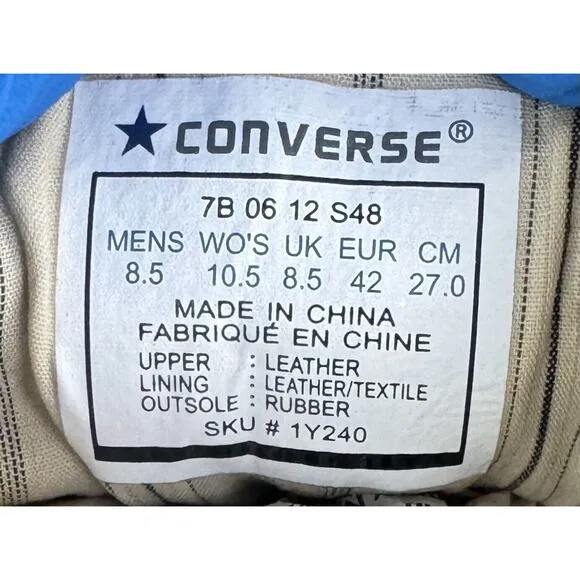 ★CONVERSE®
7B 06 12 S48
MENS WO'S UK EUR CM
8.5 10.5 8.5 42 27.0
MADE IN CHINA
FABRIQUÉ EN CHINE
UPPER : LEATHER
LINING : LEATHER/TEXTILE
OUTSOLE : RUBBER
SKU # 1Y240